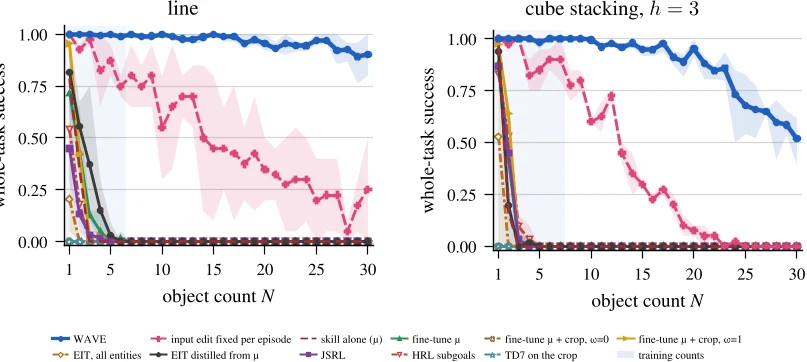 line
cube stacking, h = 3
1.00
0.75
0.50
0.25
0.00
whole-task success
1 5 10 15 20 25 30
object count N
1.00
0.75
0.50
0.25
0.00
whole-task success
1 5 10 15 20 25 30
object count N
WAVE input edit fixed per episode skill alone (μ) fine-tune μ fine-tune μ + crop, ω=0 fine-tune μ + crop, ω=1
EIT, all entities EIT distilled from μ JSRL HRL subgoals TD7 on the crop training counts